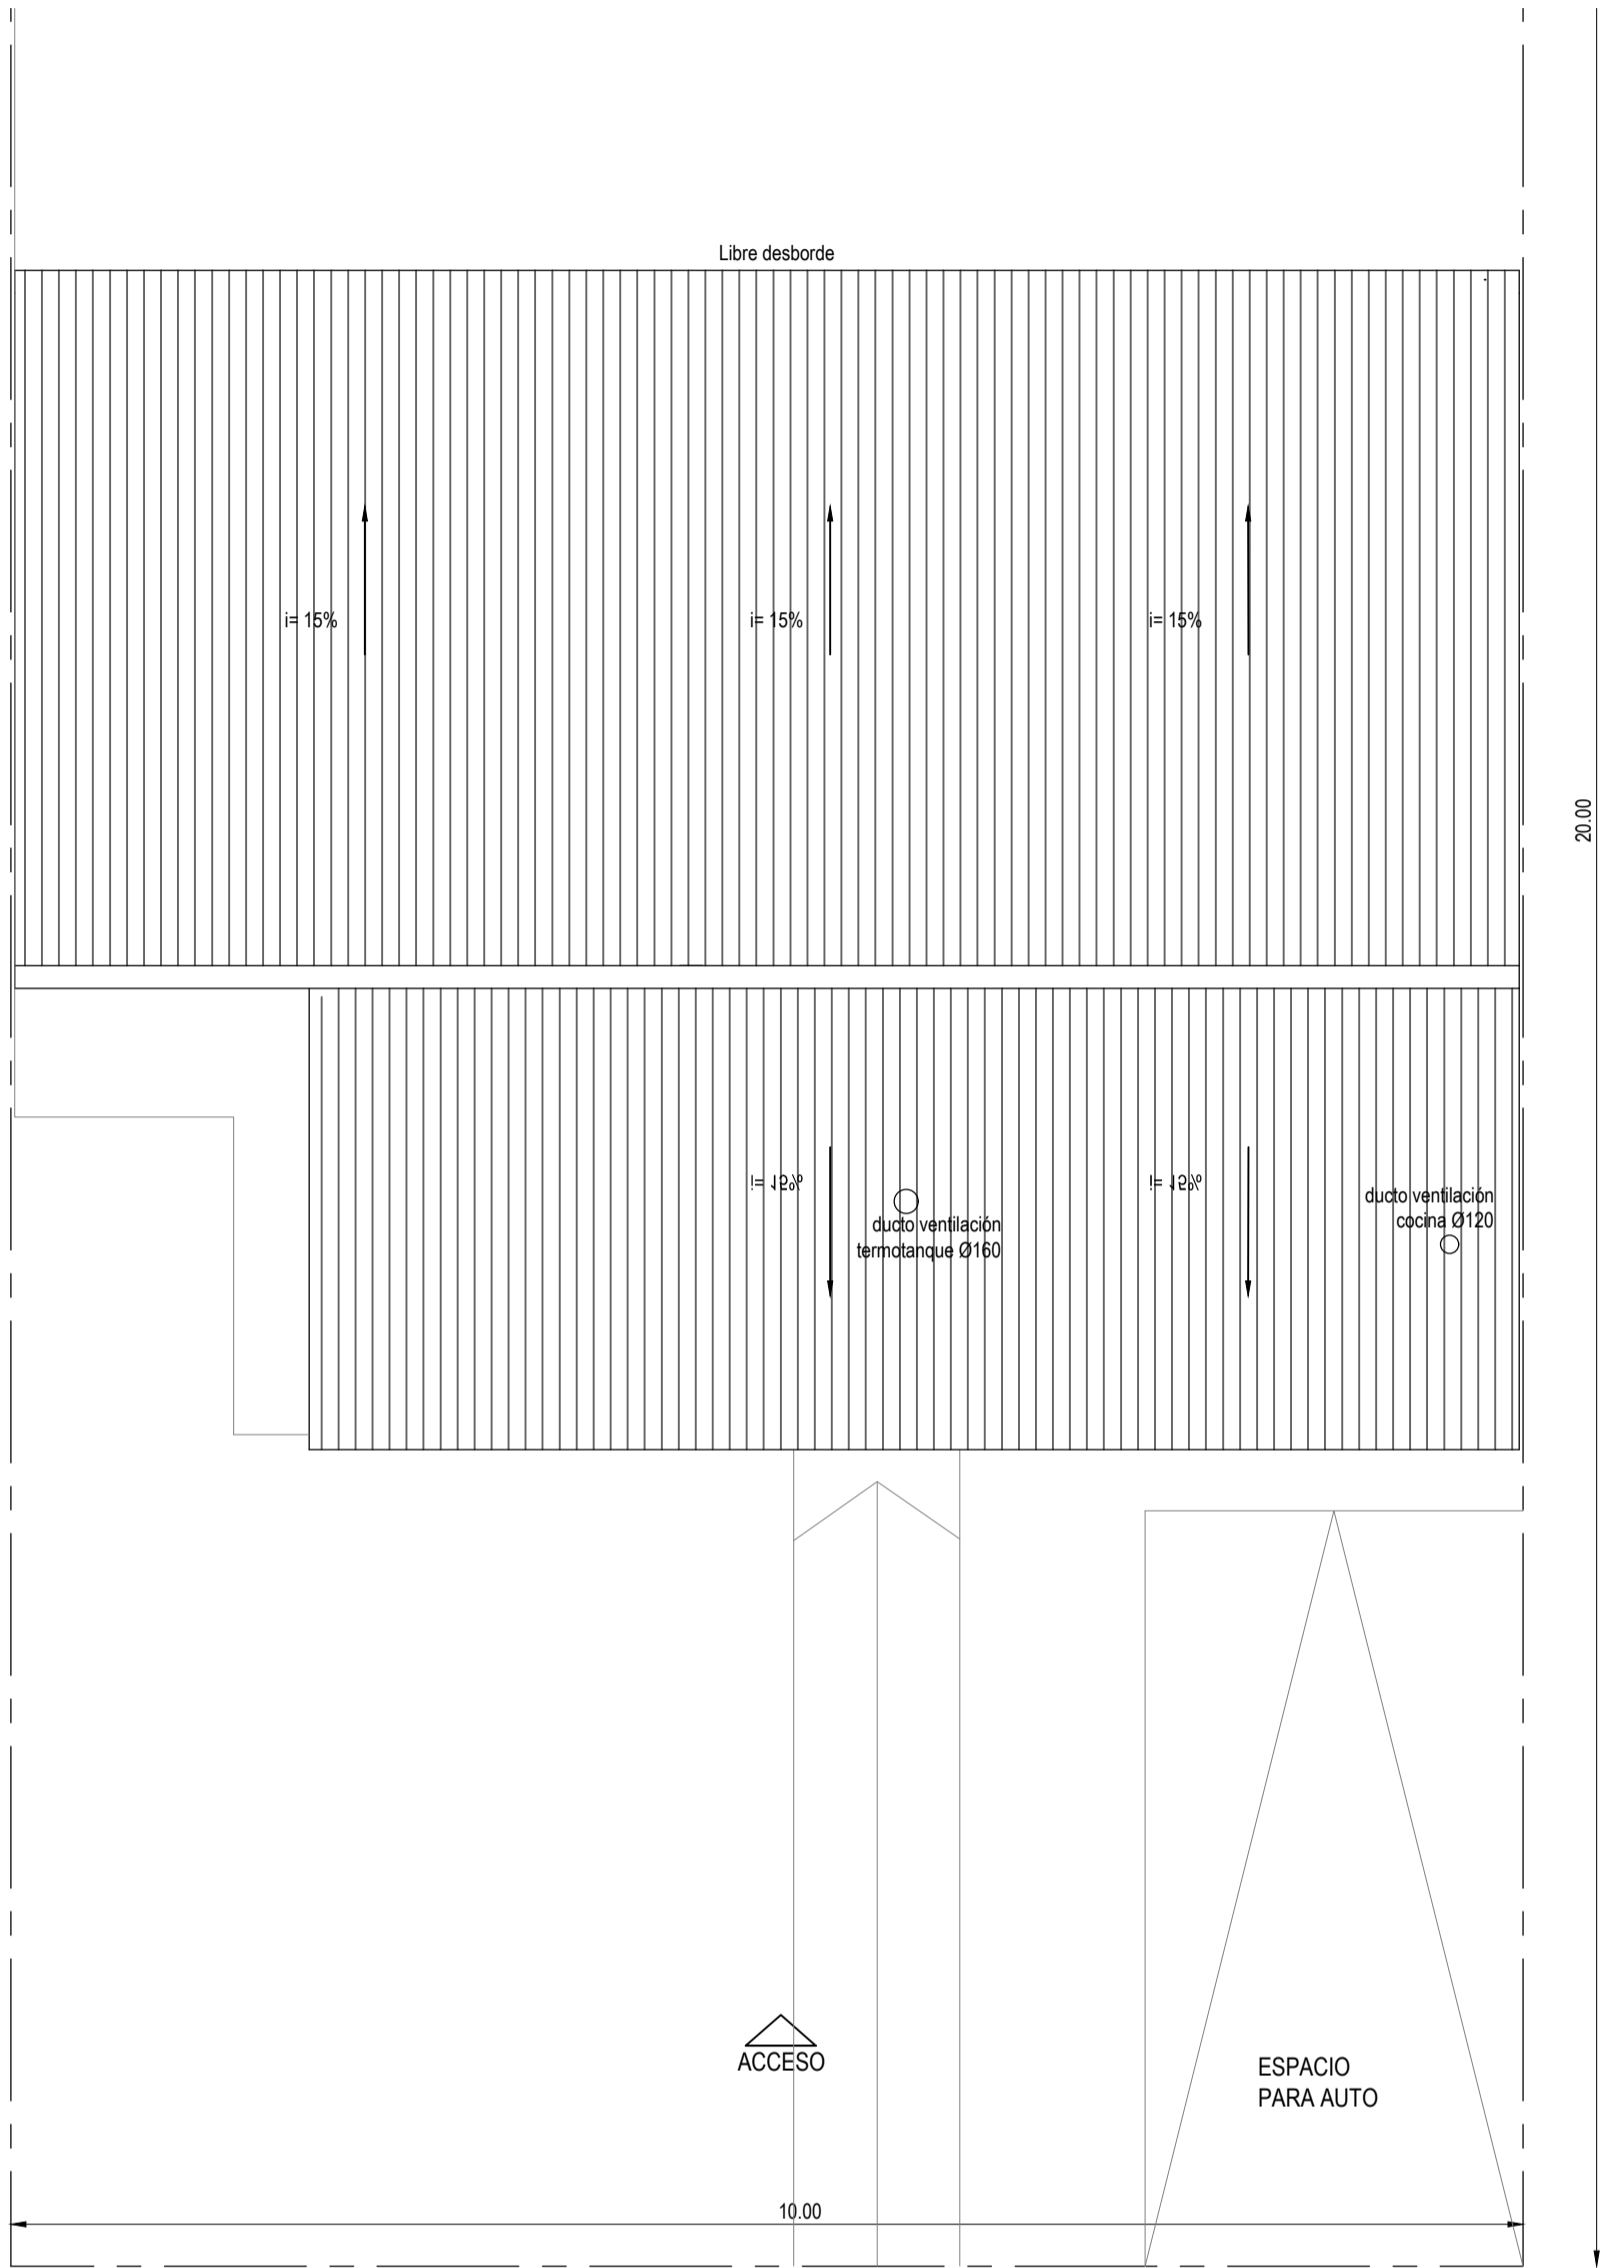 Libre desborde
i= 15%
i= 15%
i= 15%
20.00
i= 15%
i= 15%
ducto ventilación
cocina Ø120
ducto ventilación
termotanque Ø160
ACCESO
ESPACIO
PARA AUTO
10.00